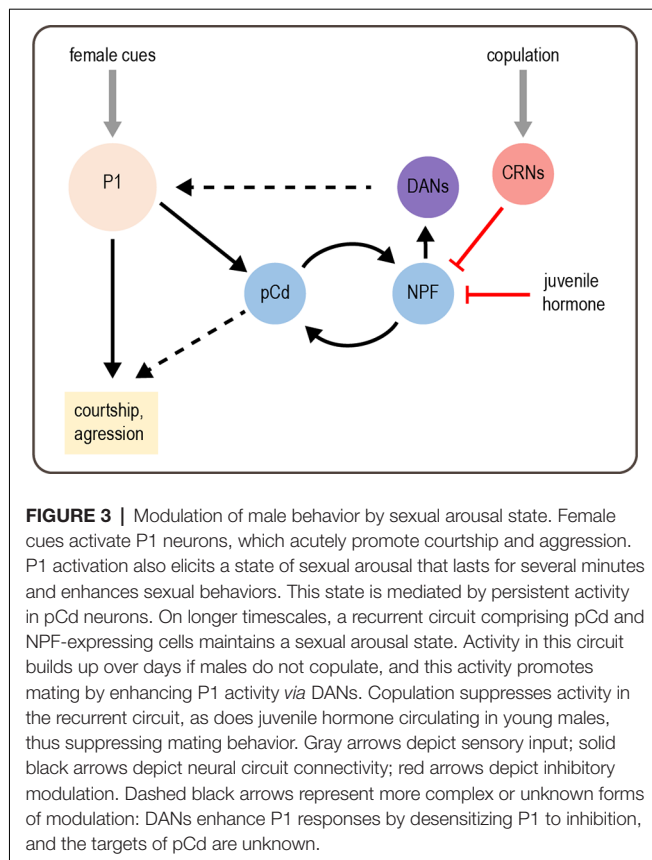 female cues
copulation
P1
DANs
CRNs
pCd
NPF
juvenile
hormone
courtship,
agression
FIGURE 3 | Modulation of male behavior by sexual arousal state. Female
cues activate P1 neurons, which acutely promote courtship and aggression.
P1 activation also elicits a state of sexual arousal that lasts for several minutes
and enhances sexual behaviors. This state is mediated by persistent activity
in pCd neurons. On longer timescales, a recurrent circuit comprising pCd and
NPF-expressing cells maintains a sexual arousal state. Activity in this circuit
builds up over days if males do not copulate, and this activity promotes
mating by enhancing P1 activity via DANs. Copulation suppresses activity in
the recurrent circuit, as does juvenile hormone circulating in young males,
thus suppressing mating behavior. Gray arrows depict sensory input; solid
black arrows depict neural circuit connectivity; red arrows depict inhibitory
modulation. Dashed black arrows represent more complex or unknown forms
of modulation: DANs enhance P1 responses by desensitizing P1 to inhibition,
and the targets of pCd are unknown.